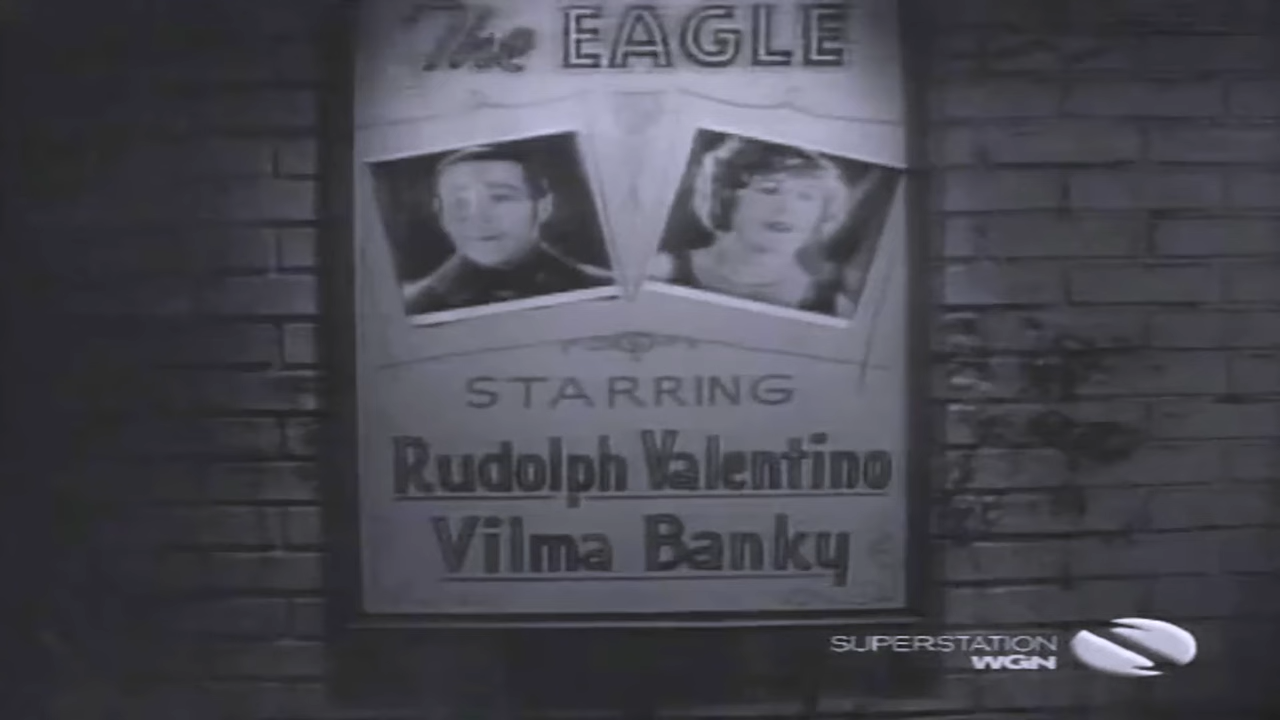 The EAGLE
STARRING
Rudolph Valentino
Vilma Banky
SUPERSTATION
WGN